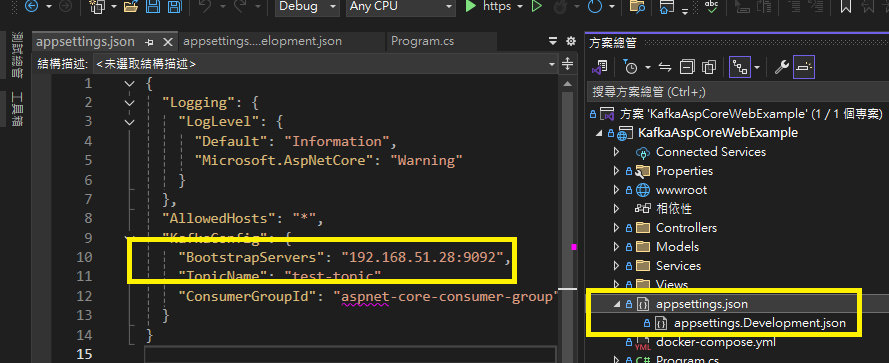 Debug
Any CPU
https
測試總管
工具箱
appsettings.json
appsettings....elopment.json
Program.cs
結構描述: <未選取結構描述>
1 {
2 "Logging": {
3 "LogLevel": {
4 "Default": "Information",
5 "Microsoft.AspNetCore": "Warning"
6 }
7 },
8 "AllowedHosts": "*",
9 "KafkaConfig": {
10 "BootstrapServers": "192.168.51.28:9092",
11 "TopicName": "test-topic"
12 "ConsumerGroupId": "aspnet-core-consumer-group"
13 }
14 }
15
方案總管
搜尋方案總管 (Ctrl+;)
方案 'KafkaAspCoreWebExample' (1 / 1 個專案)
KafkaAspCoreWebExample
Connected Services
Properties
wwwroot
相依性
Controllers
Models
Services
Views
appsettings.json
appsettings.Development.json
docker-compose.yml
C# Program.cs